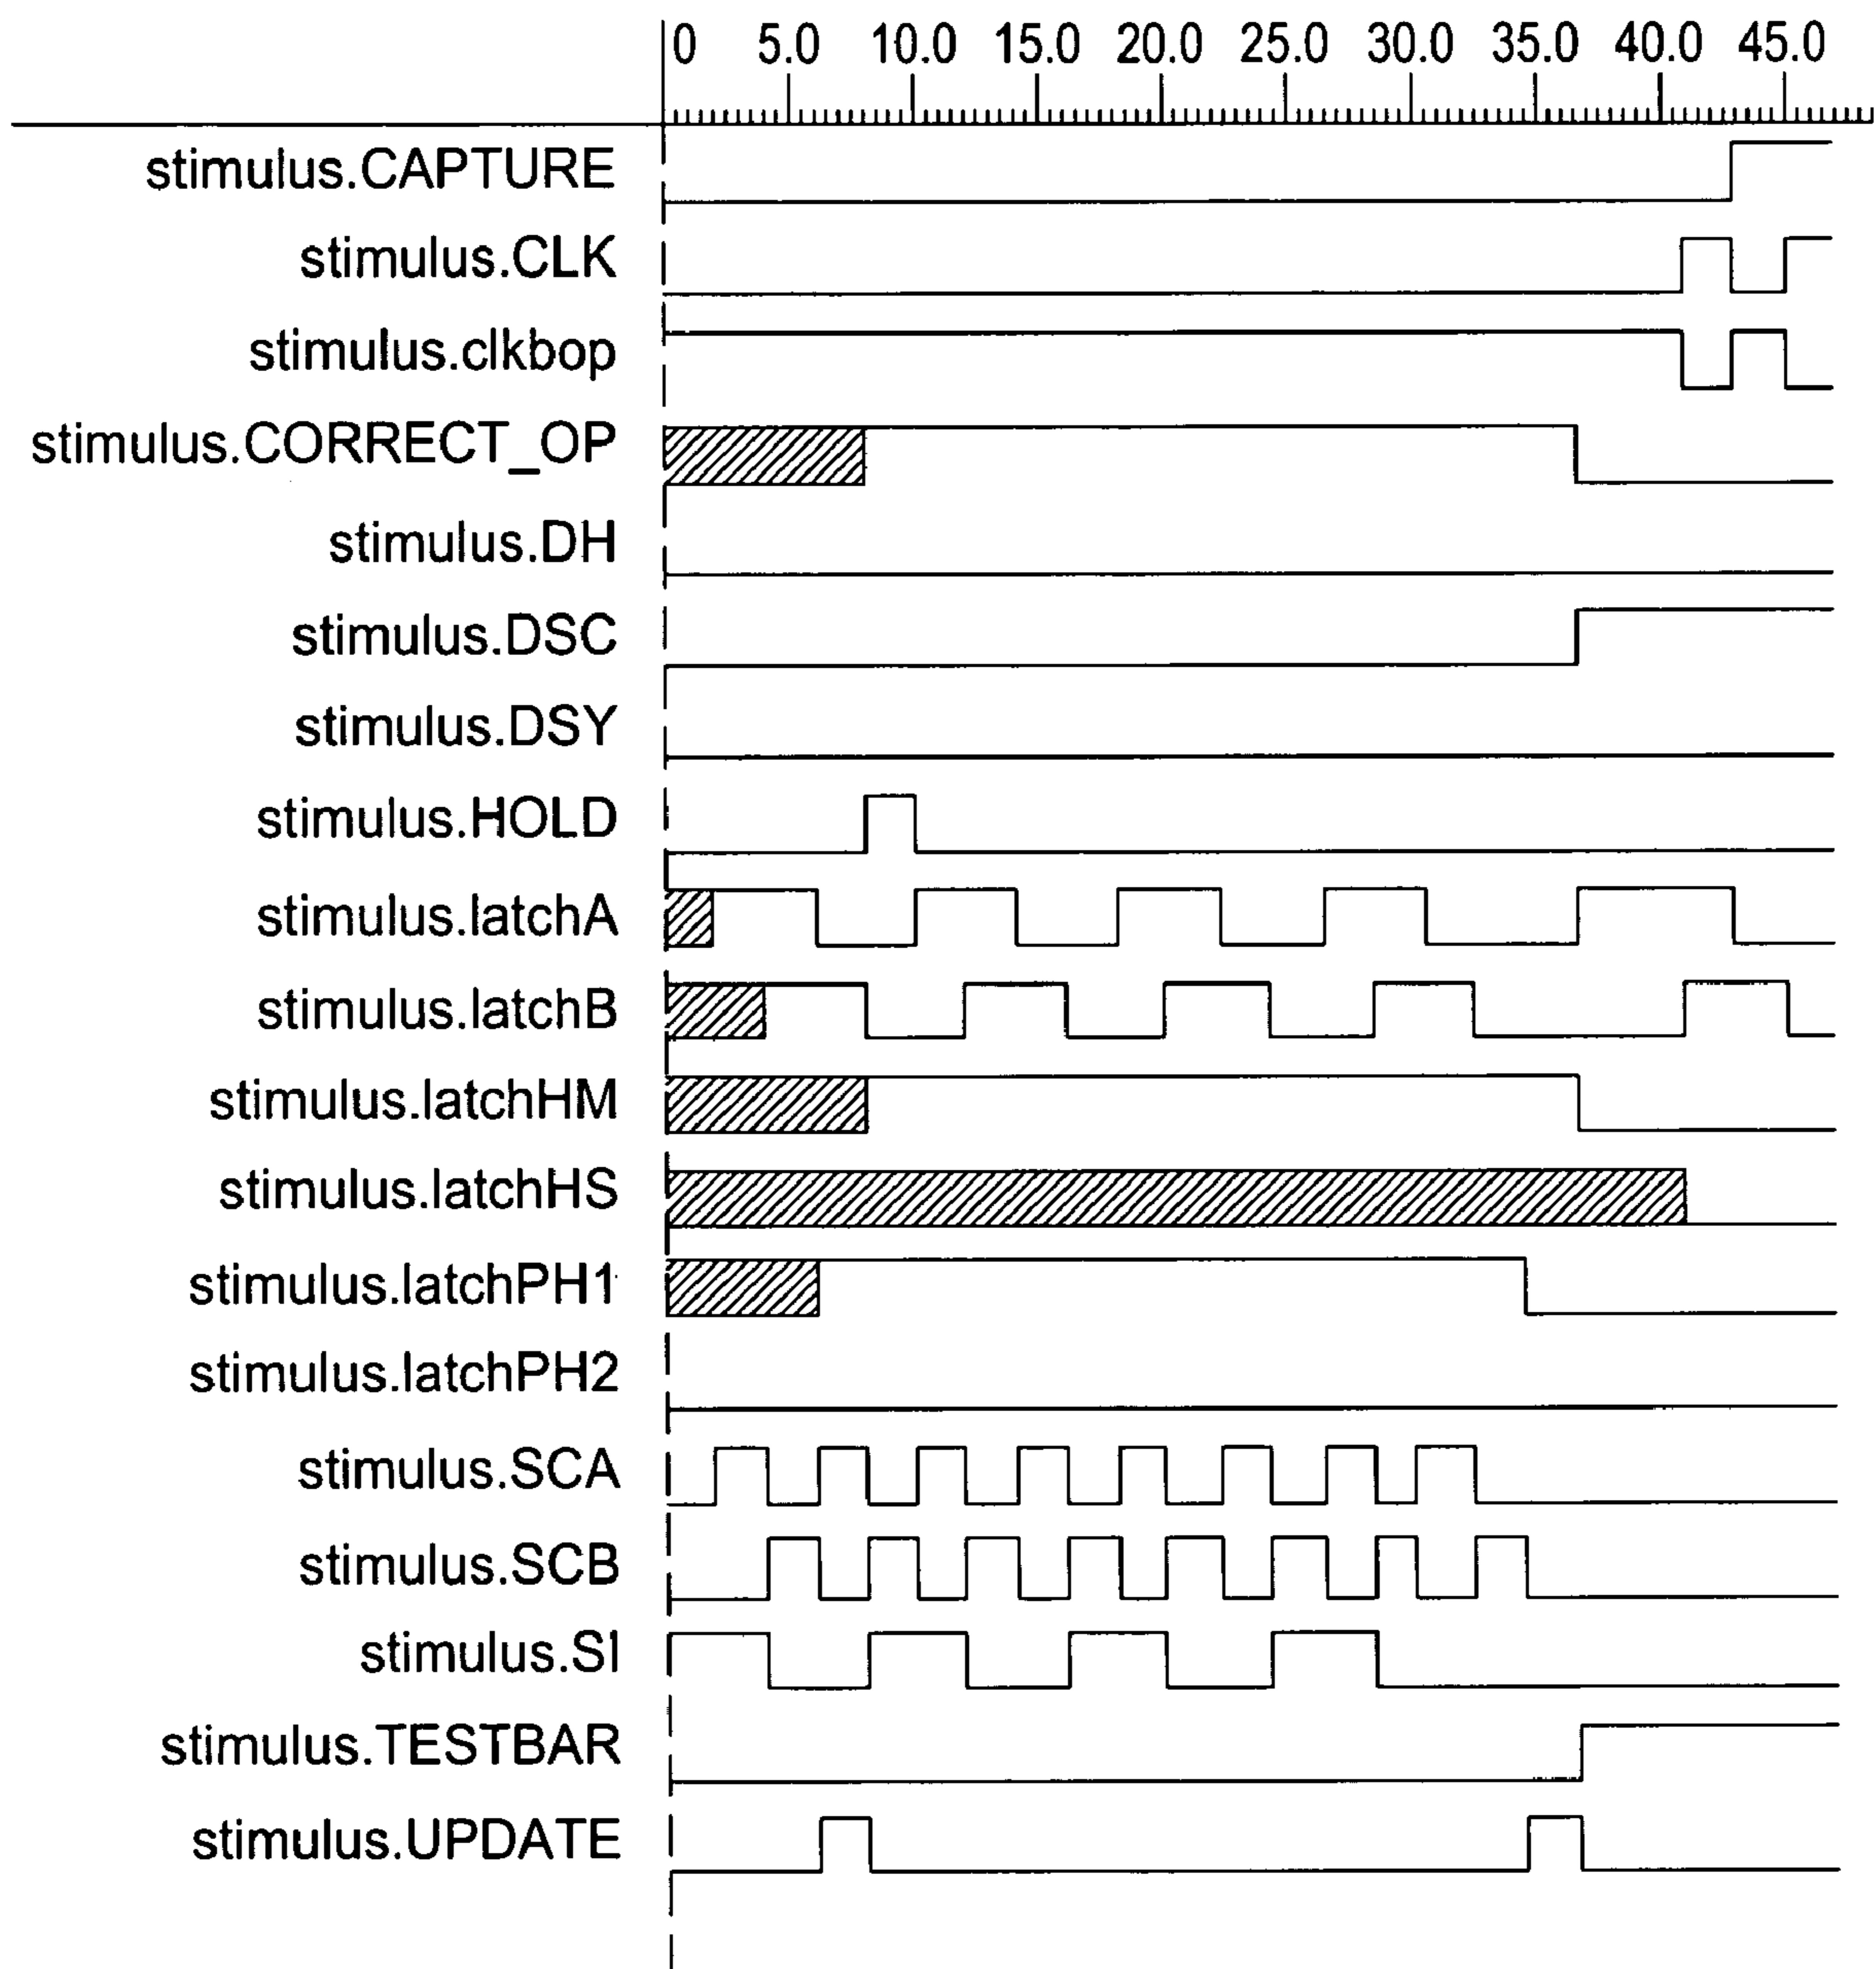 0 5.0 10.0 15.0 20.0 25.0 30.0 35.0 40.0 45.0
stimulus.CAPTURE
stimulus.CLK
stimulus.clkbop
stimulus.CORRECT_OP
stimulus.DH
stimulus.DSC
stimulus.DSY
stimulus.HOLD
stimulus.latchA
stimulus.latchB
stimulus.latchHM
stimulus.latchHS
stimulus.latchPH1
stimulus.latchPH2
stimulus.SCA
stimulus.SCB
stimulus.SI
stimulus.TESTBAR
stimulus.UPDATE